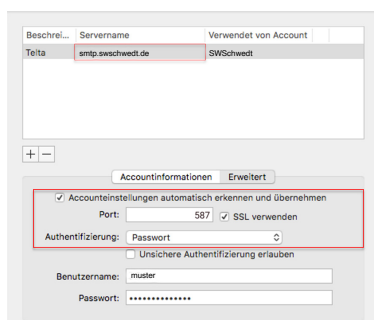 Beschrei... Servername Verwendet von Account
Telta smtp.swschwedt.de SWSchwedt
+ −
Accountinformationen Erweitert
Accounteinstellungen automatisch erkennen und übernehmen
Port: 587 SSL verwenden
Authentifizierung: Passwort
Unsichere Authentifizierung erlauben
Benutzername: muster
Passwort: ••••••••••••••